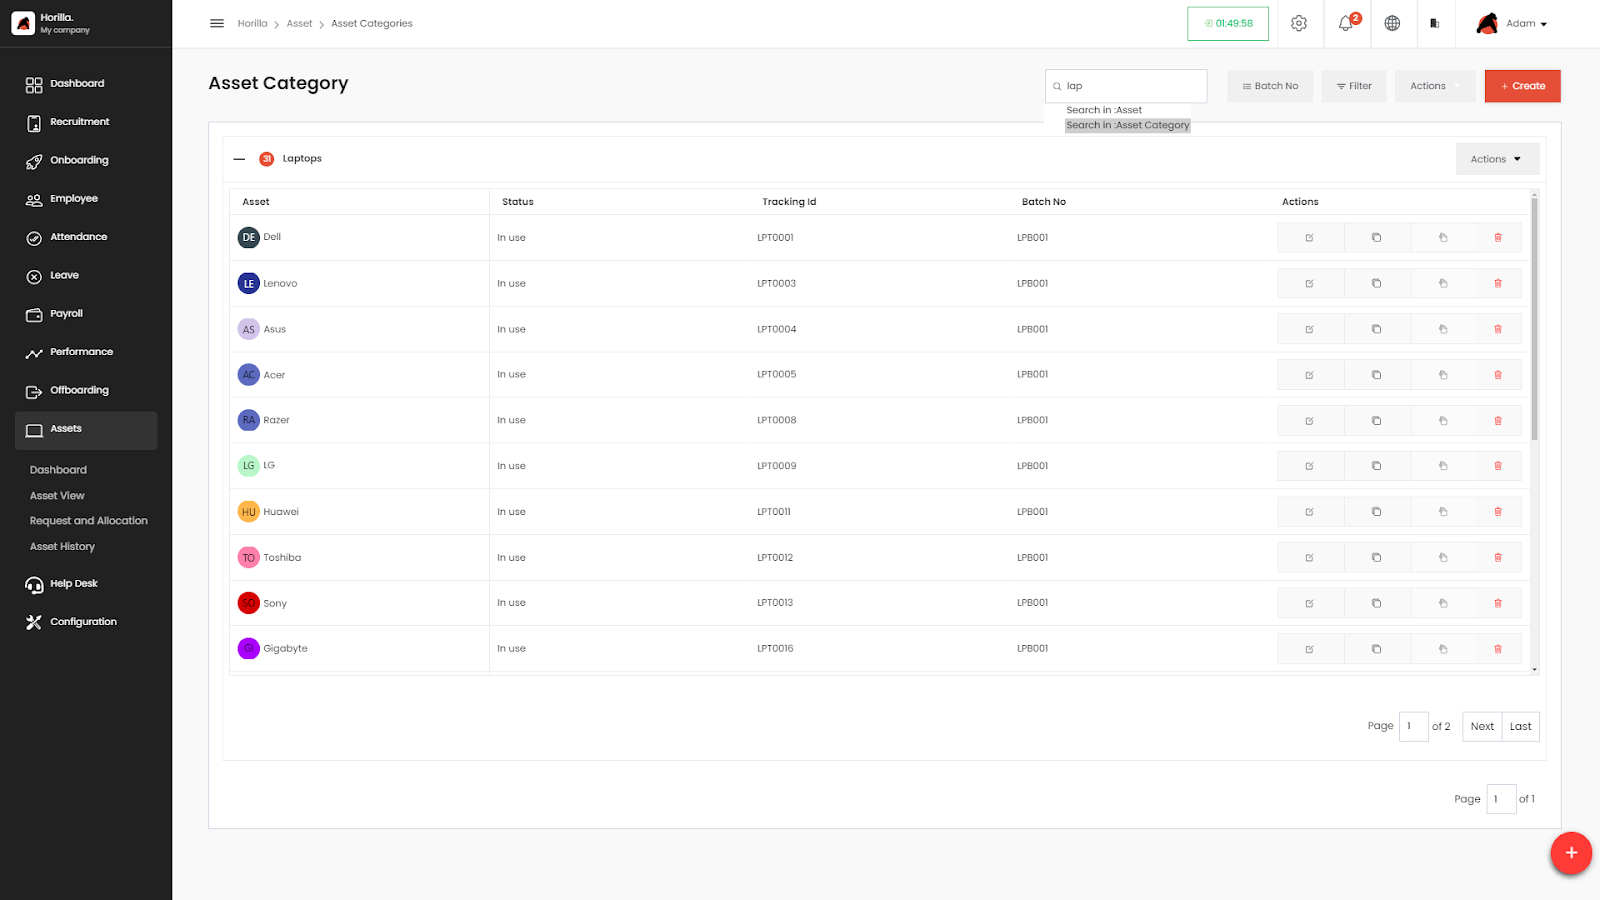 Horilla.
My company
Dashboard
Recruitment
Onboarding
Employee
Attendance
Leave
Payroll
Performance
Offboarding
Assets
Dashboard
Asset View
Request and Allocation
Asset History
Help Desk
Configuration
Horilla > Asset > Asset Categories
01:49:58
2
Adam
Asset Category
lap
Search in :Asset
Search in :Asset Category
Batch No
Filter
Actions
+ Create
31 Laptops
Actions
Asset Status Tracking Id Batch No Actions
DE Dell In use LPT0001 LPB001
LE Lenovo In use LPT0003 LPB001
AS Asus In use LPT0004 LPB001
AC Acer In use LPT0005 LPB001
RA Razer In use LPT0008 LPB001
LG LG In use LPT0009 LPB001
HU Huawei In use LPT0011 LPB001
TO Toshiba In use LPT0012 LPB001
SO Sony In use LPT0013 LPB001
GI Gigabyte In use LPT0016 LPB001
Page 1 of 2 Next Last
Page 1 of 1
+